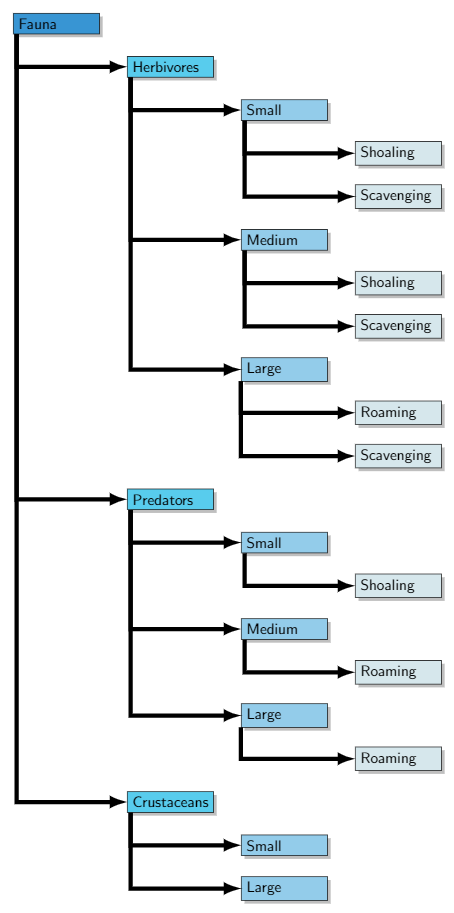 Fauna
Herbivores
Small
Shoaling
Scavenging
Medium
Shoaling
Scavenging
Large
Roaming
Scavenging
Predators
Small
Shoaling
Medium
Roaming
Large
Roaming
Crustaceans
Small
Large